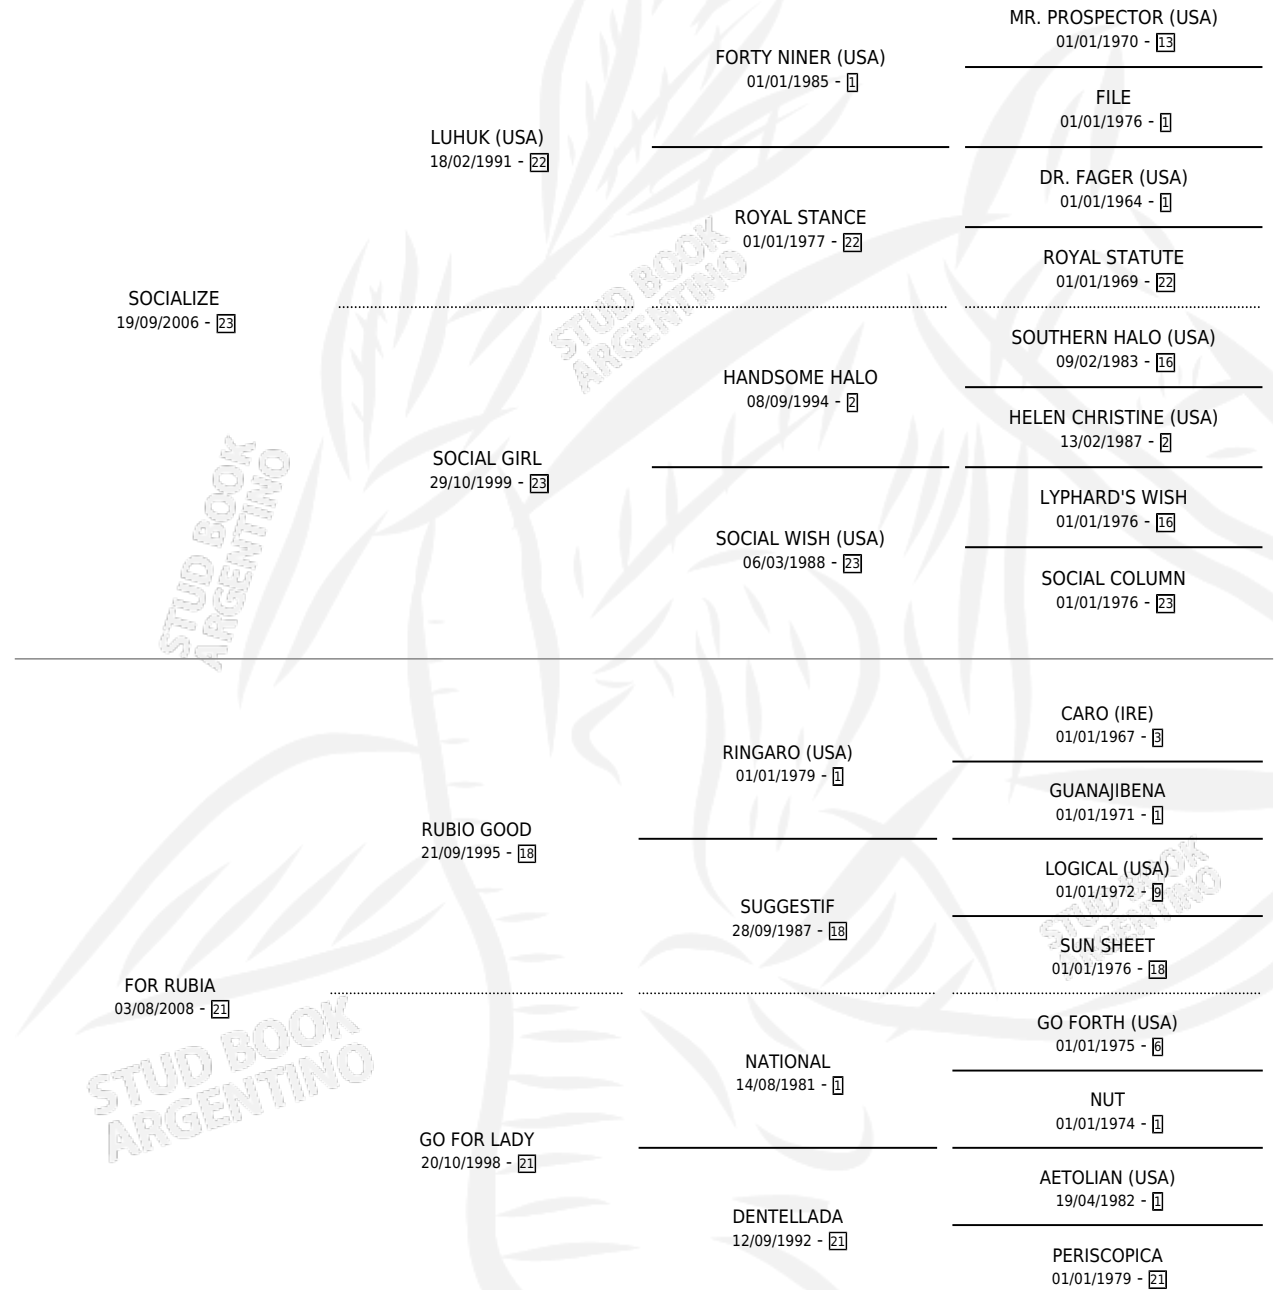 MR. PROSPECTOR (USA)
01/01/1970 - 13
FORTY NINER (USA)
01/01/1985 - 1
FILE
01/01/1976 - 1
LUHUK (USA)
18/02/1991 - 22
DR. FAGER (USA)
01/01/1964 - 1
ROYAL STANCE
01/01/1977 - 22
ROYAL STATUTE
01/01/1969 - 22
SOCIALIZE
19/09/2006 - 23
SOUTHERN HALO (USA)
09/02/1983 - 16
HANDSOME HALO
08/09/1994 - 2
HELEN CHRISTINE (USA)
13/02/1987 - 2
SOCIAL GIRL
29/10/1999 - 23
LYPHARD'S WISH
01/01/1976 - 16
SOCIAL WISH (USA)
06/03/1988 - 23
SOCIAL COLUMN
01/01/1976 - 23
CARO (IRE)
01/01/1967 - 3
RINGARO (USA)
01/01/1979 - 1
GUANAJIBENA
01/01/1971 - 1
RUBIO GOOD
21/09/1995 - 18
LOGICAL (USA)
01/01/1972 - 9
SUGGESTIF
28/09/1987 - 18
SUN SHEET
01/01/1976 - 18
FOR RUBIA
03/08/2008 - 21
GO FORTH (USA)
01/01/1975 - 6
NATIONAL
14/08/1981 - 1
NUT
01/01/1974 - 1
GO FOR LADY
20/10/1998 - 21
AETOLIAN (USA)
19/04/1982 - 1
DENTELLADA
12/09/1992 - 21
PERISCOPICA
01/01/1979 - 21
STUD BOOK
ARGENTINO
STUD BOOK
ARGENTINO
STUD BOOK
ARGENTINO
STUD BOOK
ARGENTINO